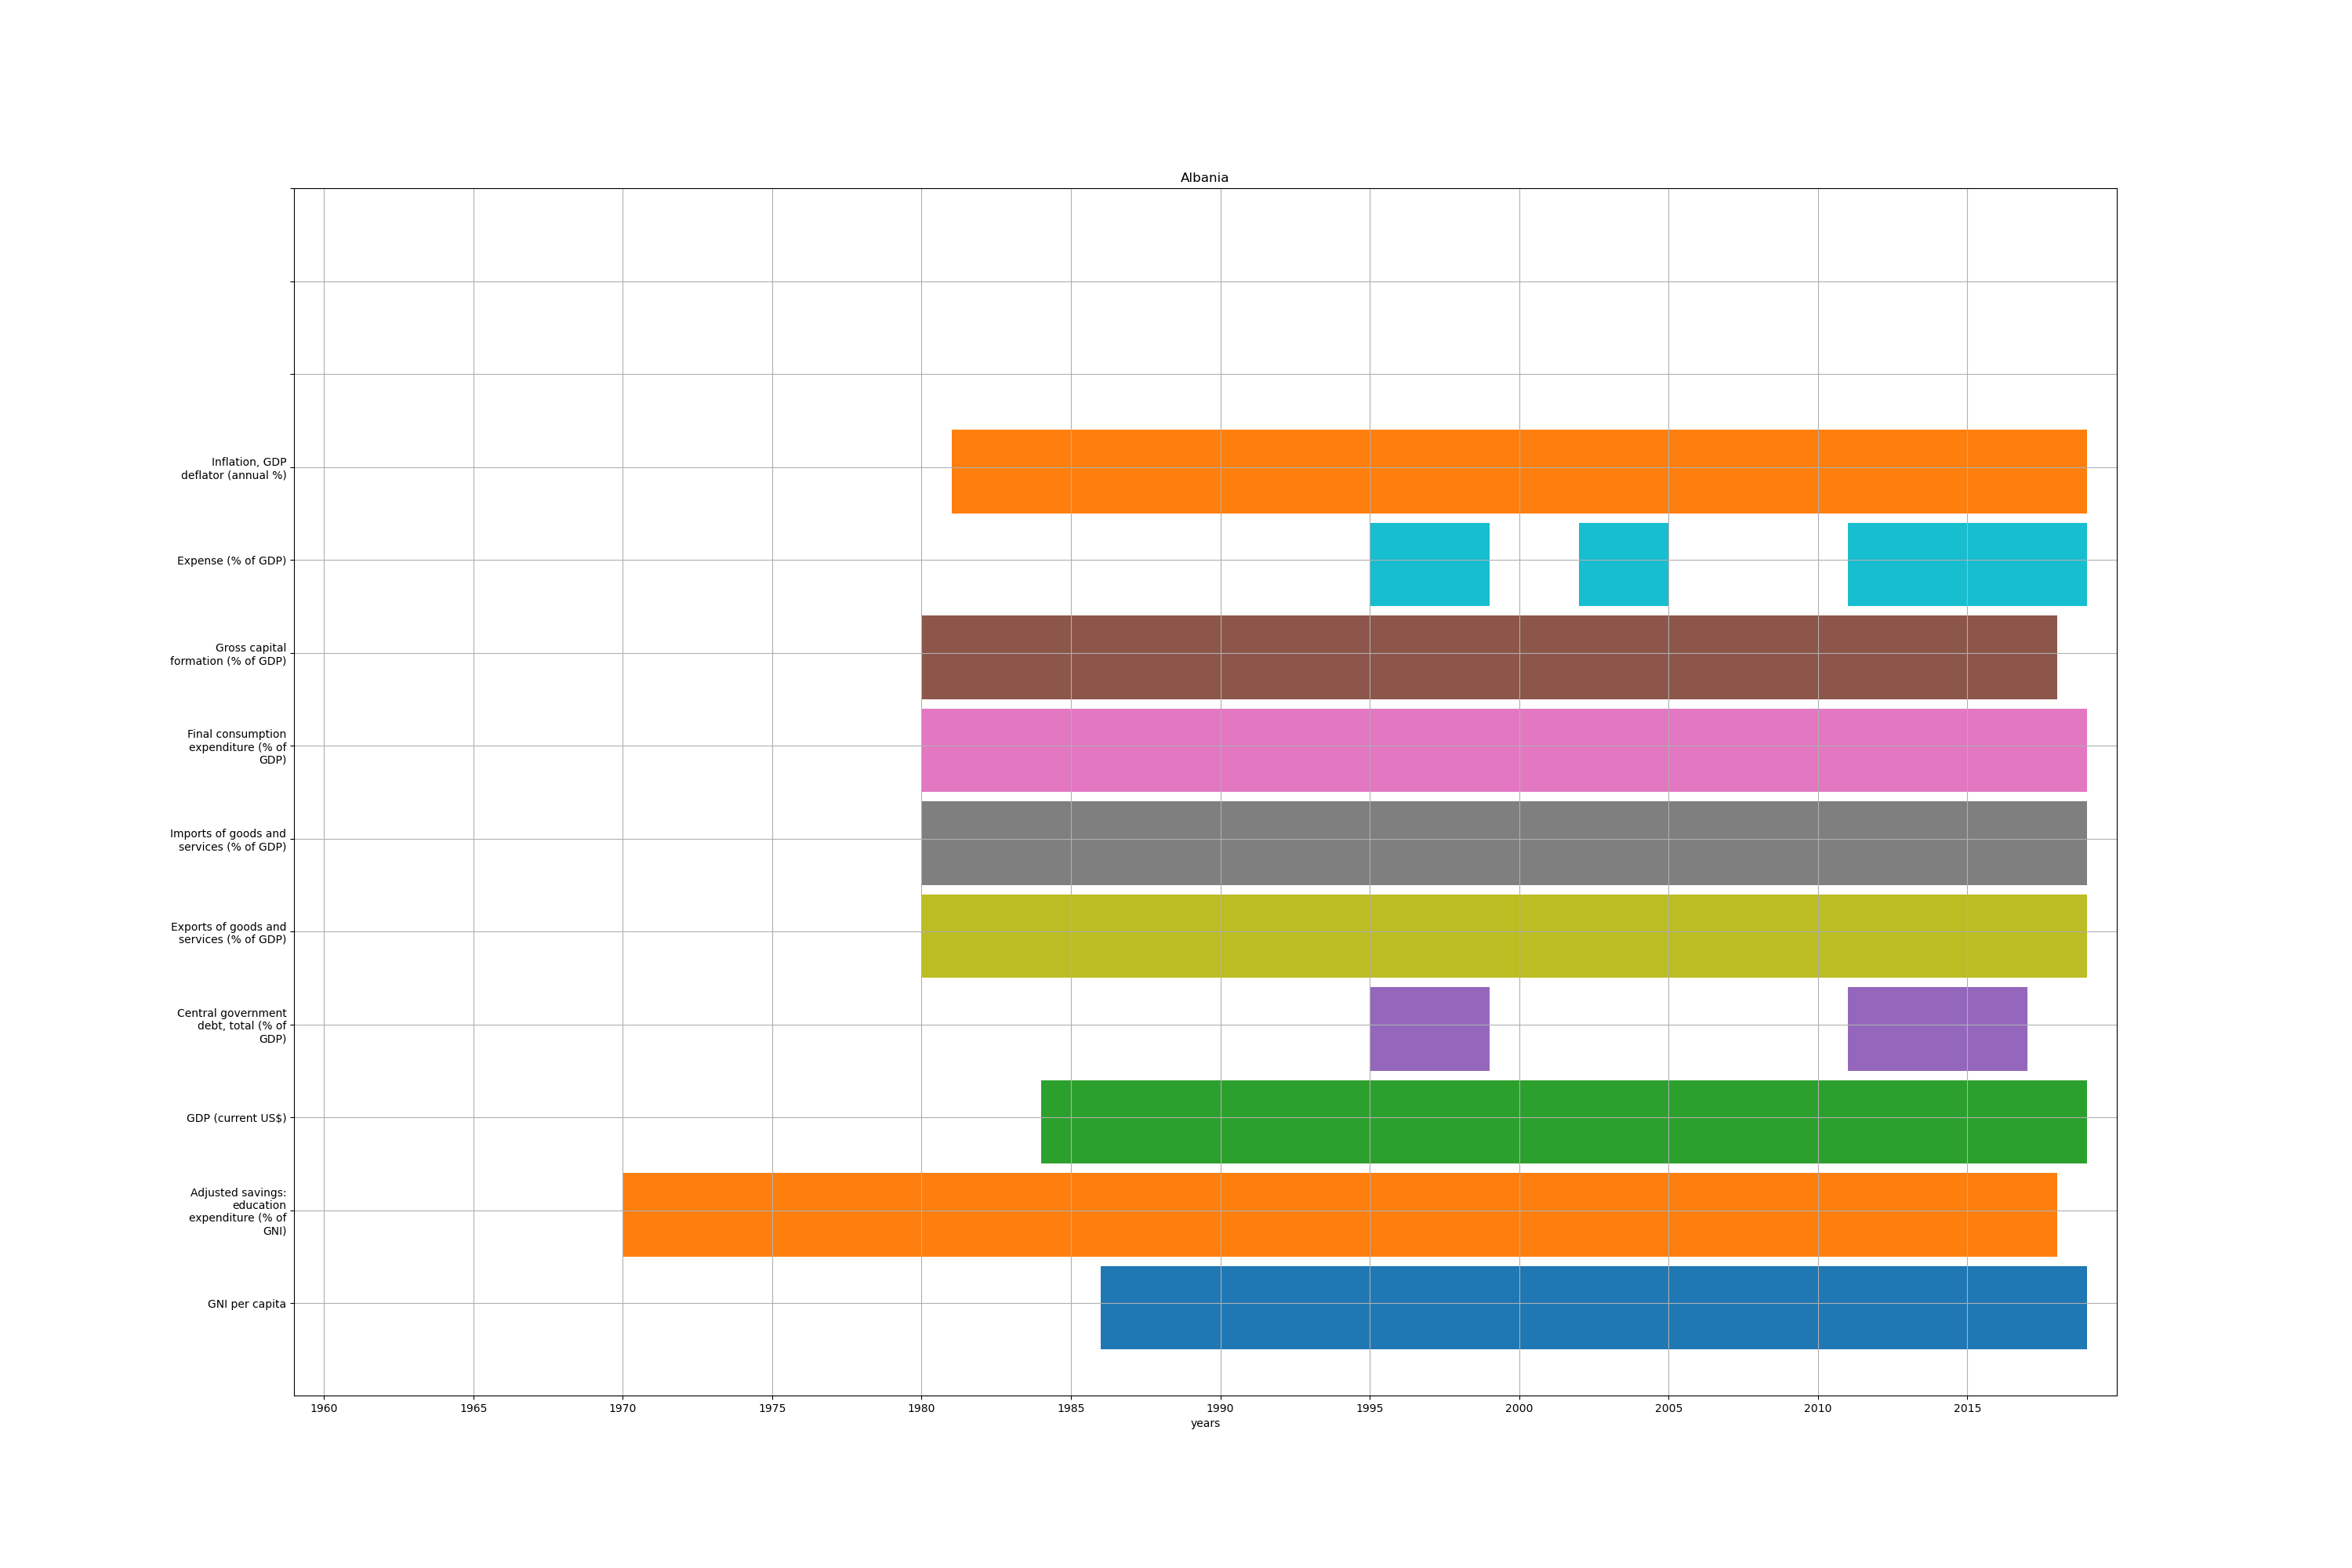 Albania
Inflation, GDP
deflator (annual %)
Expense (% of GDP)
Gross capital
formation (% of GDP)
Final consumption
expenditure (% of
GDP)
Imports of goods and
services (% of GDP)
Exports of goods and
services (% of GDP)
Central government
debt, total (% of
GDP)
GDP (current US$)
Adjusted savings:
education
expenditure (% of
GNI)
GNI per capita
1960 1965 1970 1975 1980 1985 1990 1995 2000 2005 2010 2015
years